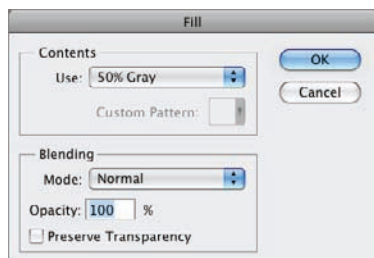 Fill
Contents
Use: 50% Gray
Custom Pattern:
OK
Cancel
Blending
Mode: Normal
Opacity: 100 %
Preserve Transparency